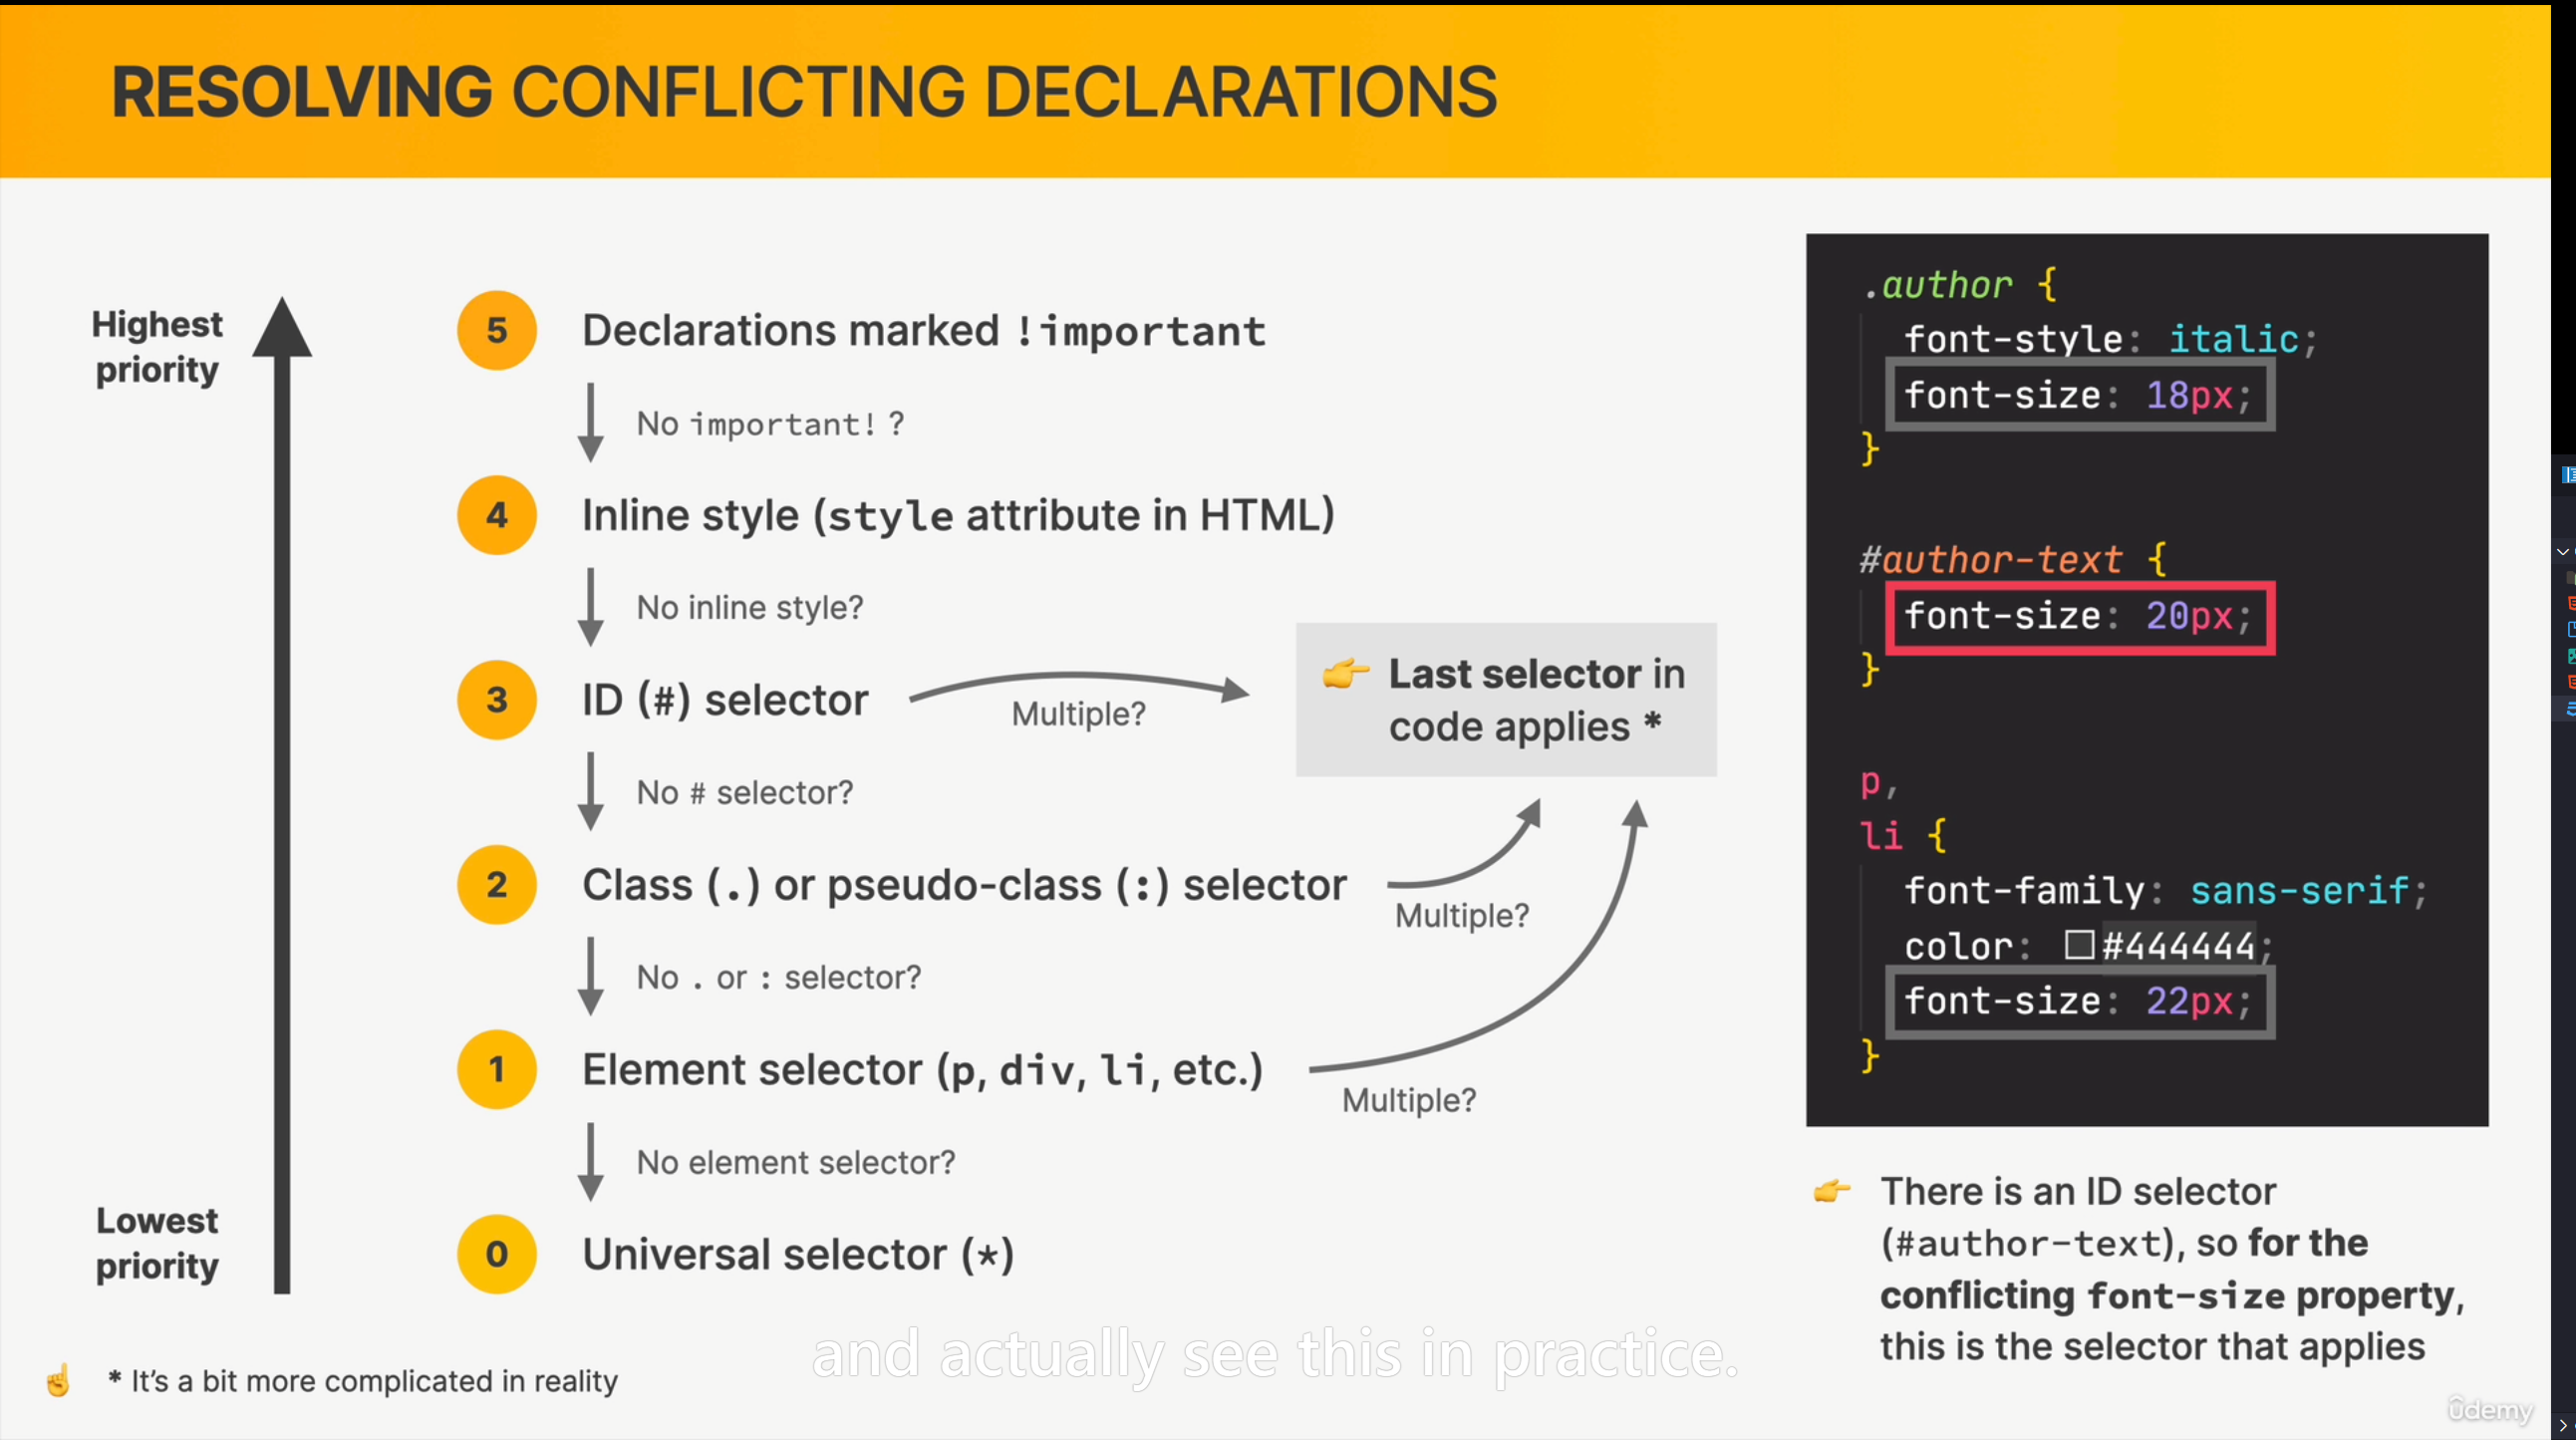 RESOLVING CONFLICTING DECLARATIONS
Highest
priority
5
Declarations marked !important
No important! ?
4
Inline style (style attribute in HTML)
No inline style?
3
ID (#) selector
Multiple?
Last selector in
code applies *
No # selector?
2
Class (.) or pseudo-class (:) selector
Multiple?
No . or : selector?
1
Element selector (p, div, li, etc.)
Multiple?
No element selector?
Lowest
priority
0
Universal selector (*)
* It's a bit more complicated in reality
.author {
font-style: italic;
font-size: 18px;
}
#author-text {
font-size: 20px;
}
p,
li {
font-family: sans-serif;
color: #444444;
font-size: 22px;
}
There is an ID selector
(#author-text), so for the
conflicting font-size property,
this is the selector that applies
and actually see this in practice.
ûdemy